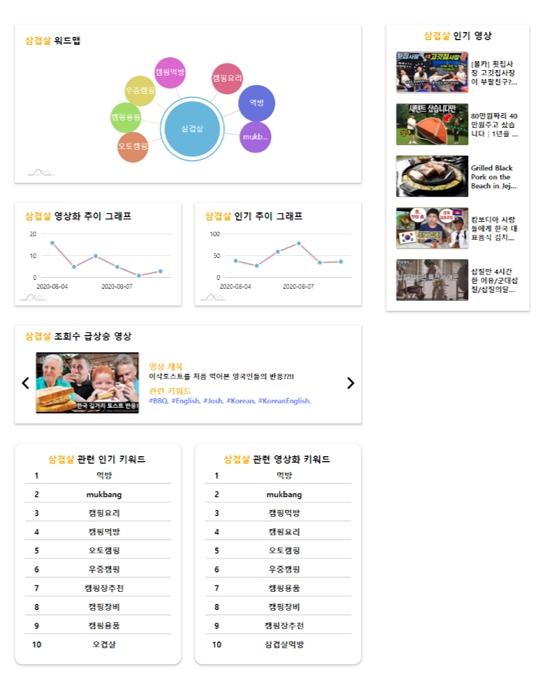 삼겹살 워드맵
캠핑먹방
캠핑요리
우중캠핑
먹방
캠핑용품
삼겹살
mukb...
오토캠핑
삼겹살 영상화 추이 그래프
20
10
0
2020-08-04
2020-08-07
삼겹살 인기 추이 그래프
100
50
0
2020-08-04
2020-08-07
삼겹살 조회수 급상승 영상
영상 제목
이삭토스트를 처음 먹어본 영국인들의 반응??!!
관련 키워드
#BBQ, #English, #Josh, #Korean, #KoreanEnglish,
한국 길거리 토스트 반응!!
삼겹살 관련 인기 키워드
1 먹방
2 mukbang
3 캠핑요리
4 캠핑먹방
5 오토캠핑
6 우중캠핑
7 캠핑장추천
8 캠핑장비
9 캠핑용품
10 오겹살
삼겹살 관련 영상화 키워드
1 먹방
2 mukbang
3 캠핑먹방
4 캠핑요리
5 오토캠핑
6 우중캠핑
7 캠핑용품
8 캠핑장비
9 캠핑장추천
10 삼겹살먹방
삼겹살 인기 영상
[몰카] 횟집사
장 고깃집사장
이 부랄친구?...
80만원짜리 40
만원주고 샀습
니다 | 1년을 ...
Grilled Black
Pork on the
Beach in Jej...
캄보디아 사람
들에게 한국 대
표음식 김치...
삽질만 4시간
한 이유/군대삽
질/삽질의달...